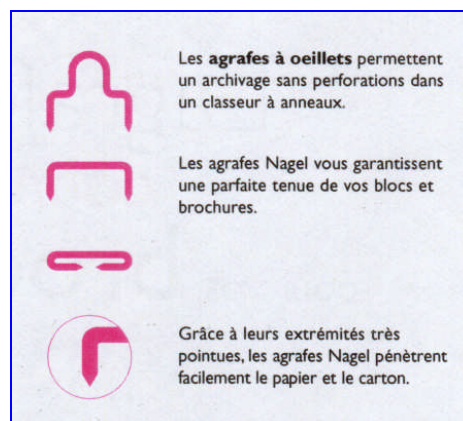 Les agrafes à oeillets permettent
un archivage sans perforations dans
un classeur à anneaux.
Les agrafes Nagel vous garantissent
une parfaite tenue de vos blocs et
brochures.
Grâce à leurs extrémités très
pointues, les agrafes Nagel pénètrent
facilement le papier et le carton.